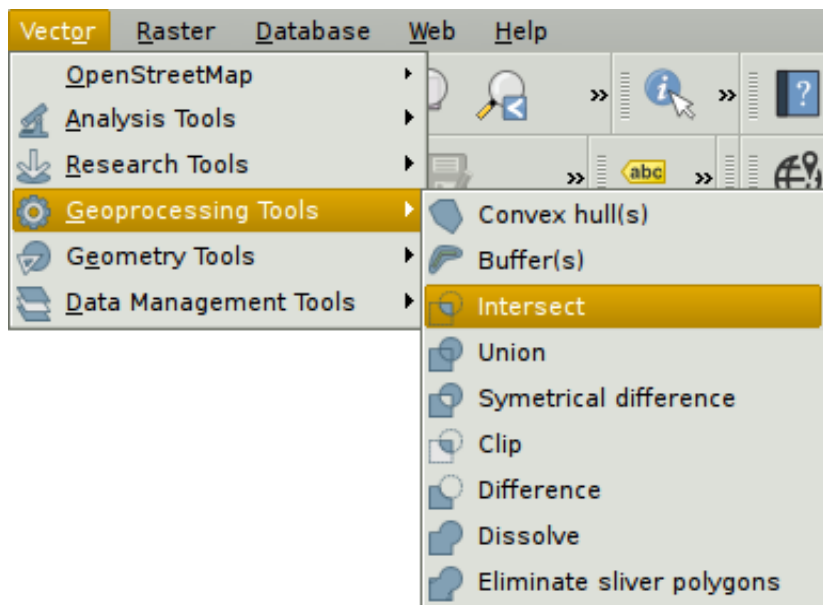 Vector Raster Database Web Help
OpenStreetMap
Analysis Tools
Research Tools
abc
Geoprocessing Tools
Geometry Tools
Data Management Tools
Convex hull(s)
Buffer(s)
Intersect
Union
Symetrical difference
Clip
Difference
Dissolve
Eliminate sliver polygons